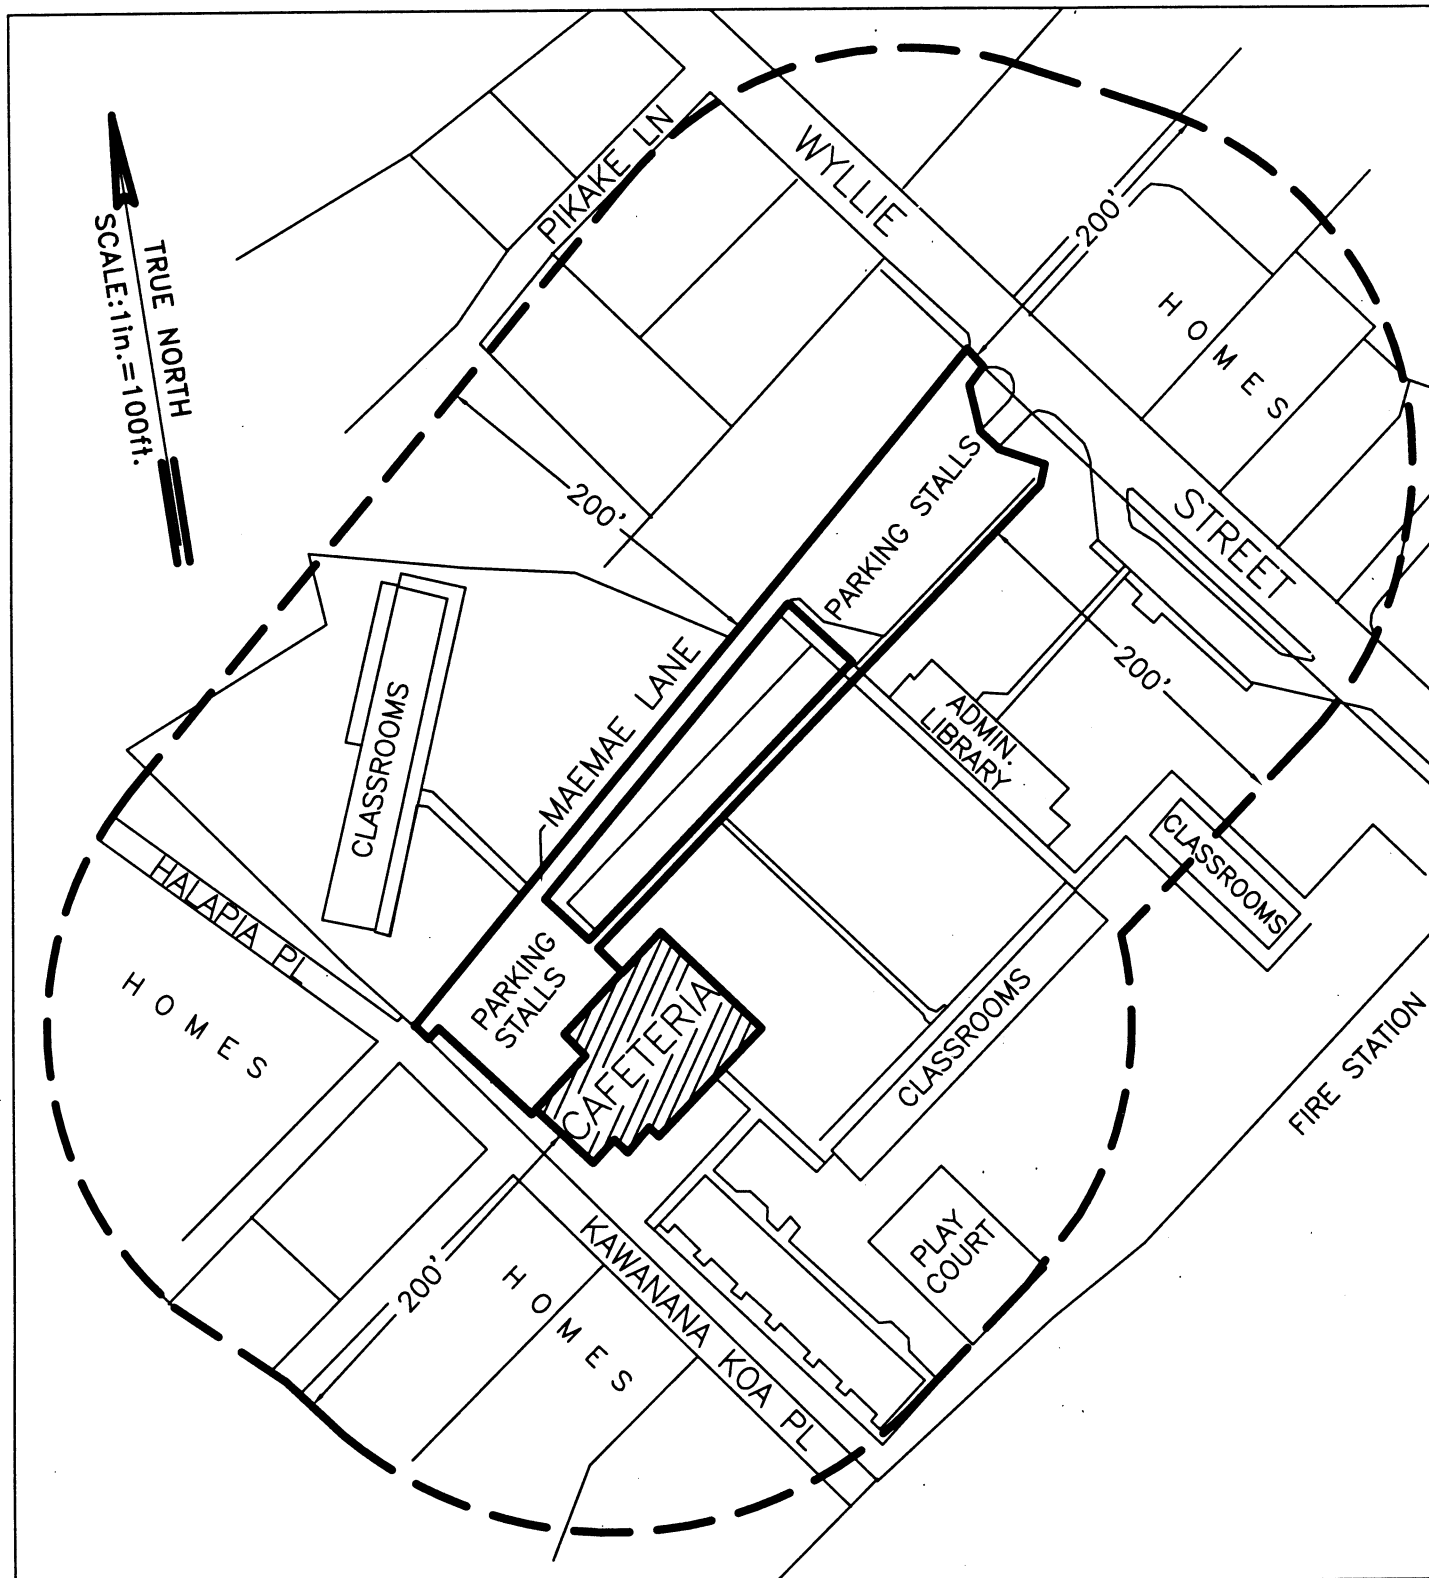 PIKAKE LN
WYLLIE
200'
TRUE NORTH
SCALE:1in.=100ft.
HOMES
200'
PARKING STALLS
STREET
MAEMAE LANE
200'
CLASSROOMS
ADMIN.
LIBRARY
CLASSROOMS
HALAPIA PL
PARKING
STALLS
CAFETERIA
CLASSROOMS
HOMES
FIRE STATION
200'
HOMES
KAWANANA KOA PL
PLAY
COURT